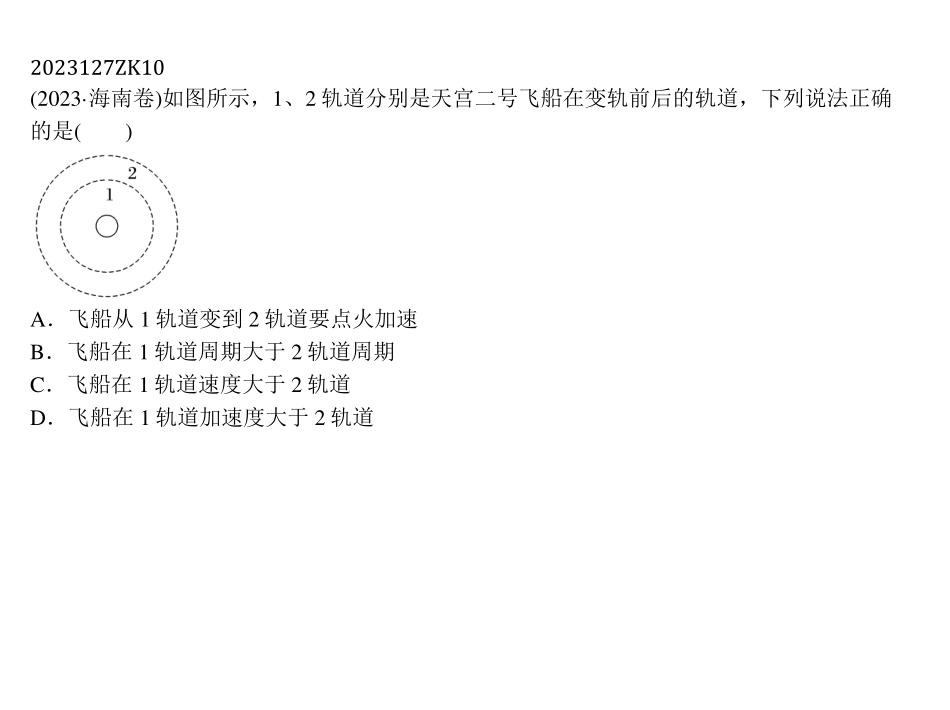 2023127ZK10
(2023·海南卷)如图所示，1、2 轨道分别是天宫二号飞船在变轨前后的轨道，下列说法正确
的是(　　)
2
1
A．飞船从 1 轨道变到 2 轨道要点火加速
B．飞船在 1 轨道周期大于 2 轨道周期
C．飞船在 1 轨道速度大于 2 轨道
D．飞船在 1 轨道加速度大于 2 轨道